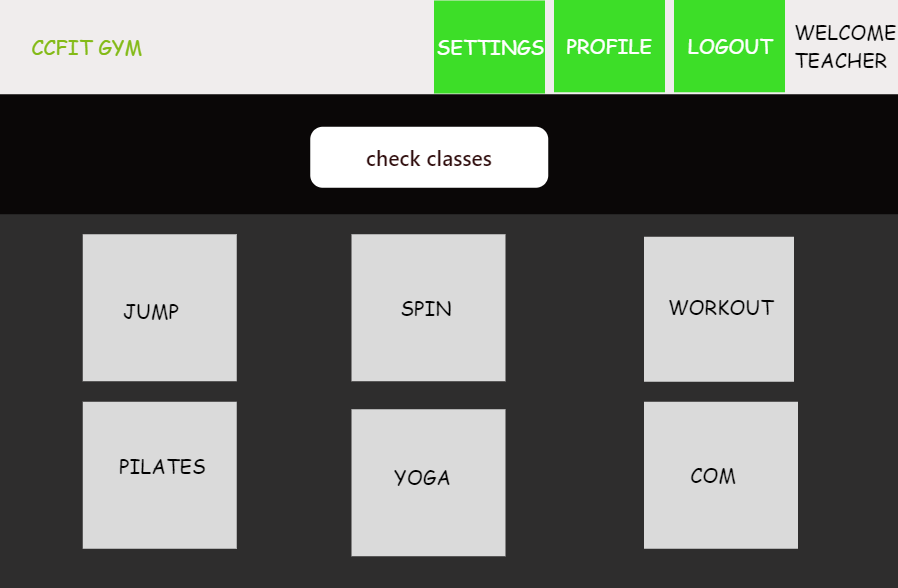 CCFIT GYM
SETTINGS
PROFILE
LOGOUT
WELCOME
TEACHER
check classes
JUMP
SPIN
WORKOUT
PILATES
YOGA
COM